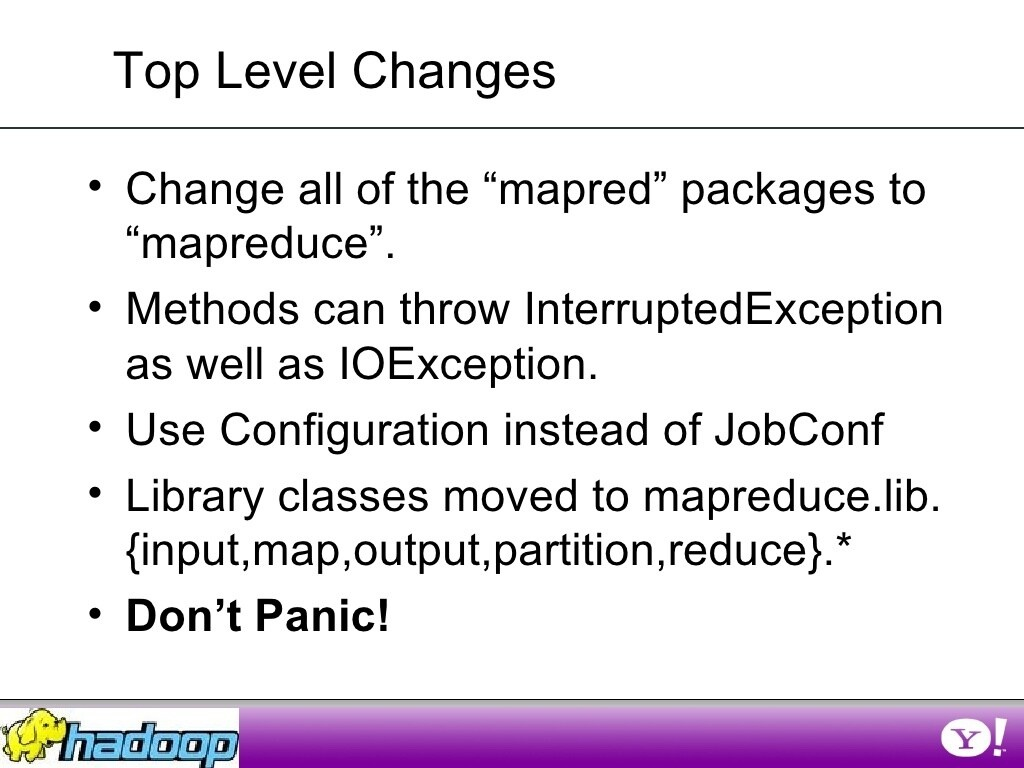 Top Level Changes
• Change all of the “mapred” packages to
“mapreduce”.
• Methods can throw InterruptedException
as well as IOException.
• Use Configuration instead of JobConf
• Library classes moved to mapreduce.lib.
{input,map,output,partition,reduce}.*
• Don’t Panic!
hadoop
Y!